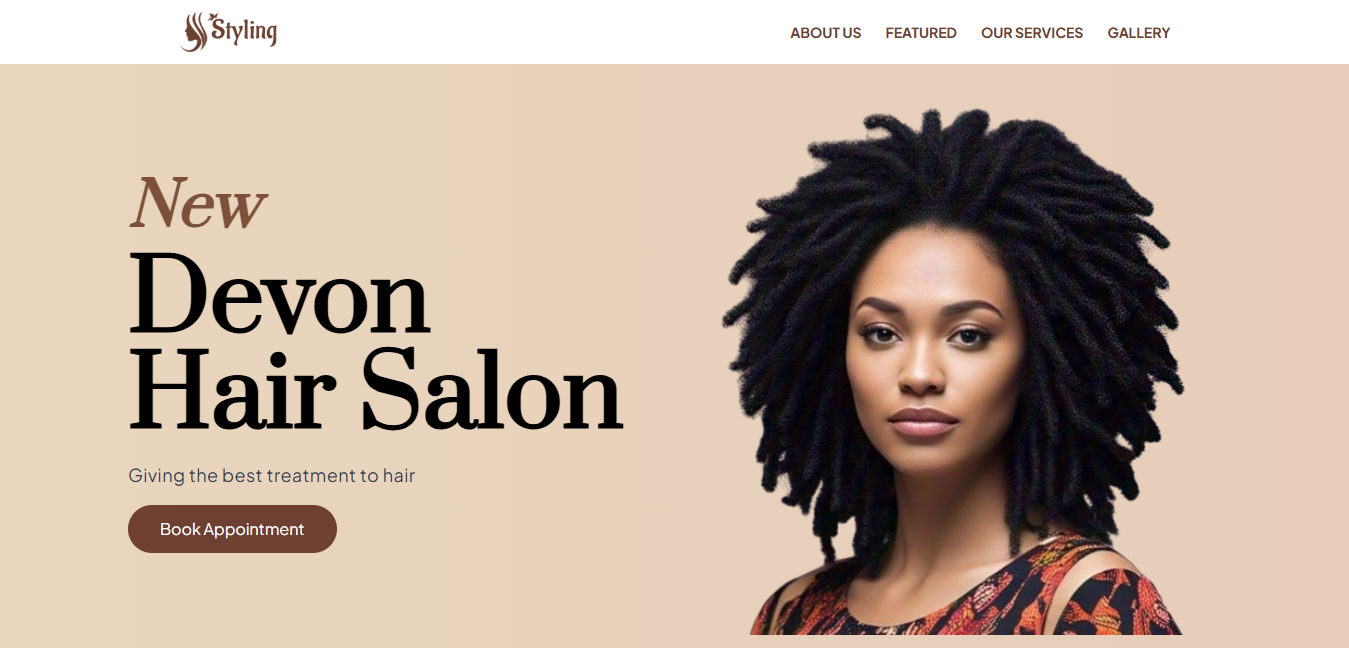 Styling
ABOUT US FEATURED OUR SERVICES GALLERY
New
Devon
Hair Salon
Giving the best treatment to hair
Book Appointment